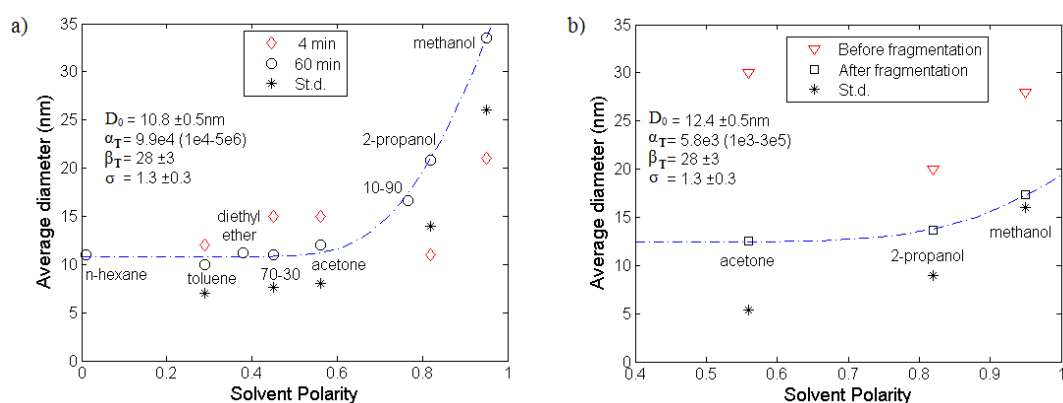 a)
35
30
25
20
15
10
5
0
0
0.2
0.4
0.6
0.8
1
Average diameter (nm)
Solvent Polarity
4 min
60 min
St.d.
D₀ = 10.8 ±0.5nm
α_T= 9.9e4 (1e4-5e6)
β_T= 28 ±3
σ = 1.3 ±0.3
methanol
2-propanol
10-90
diethyl
ether
n-hexane
toluene
70-30
acetone
b)
35
30
25
20
15
10
5
0
0.4
0.5
0.6
0.7
0.8
0.9
1
Average diameter (nm)
Solvent Polarity
Before fragmentation
After fragmentation
St.d.
D₀ = 12.4 ±0.5nm
α_T= 5.8e3 (1e3-3e5)
β_T= 28 ±3
σ = 1.3 ±0.3
acetone
2-propanol
methanol